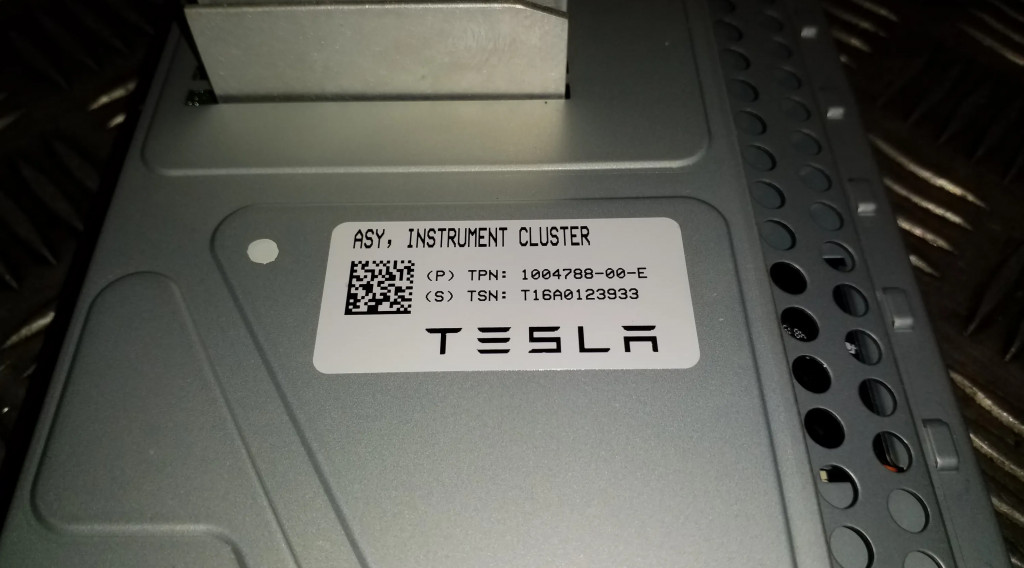 ASY, INSTRUMENT CLUSTER
(P) TPN: 1004788-00-E
(S) TSN: T16A0123933
TESLA